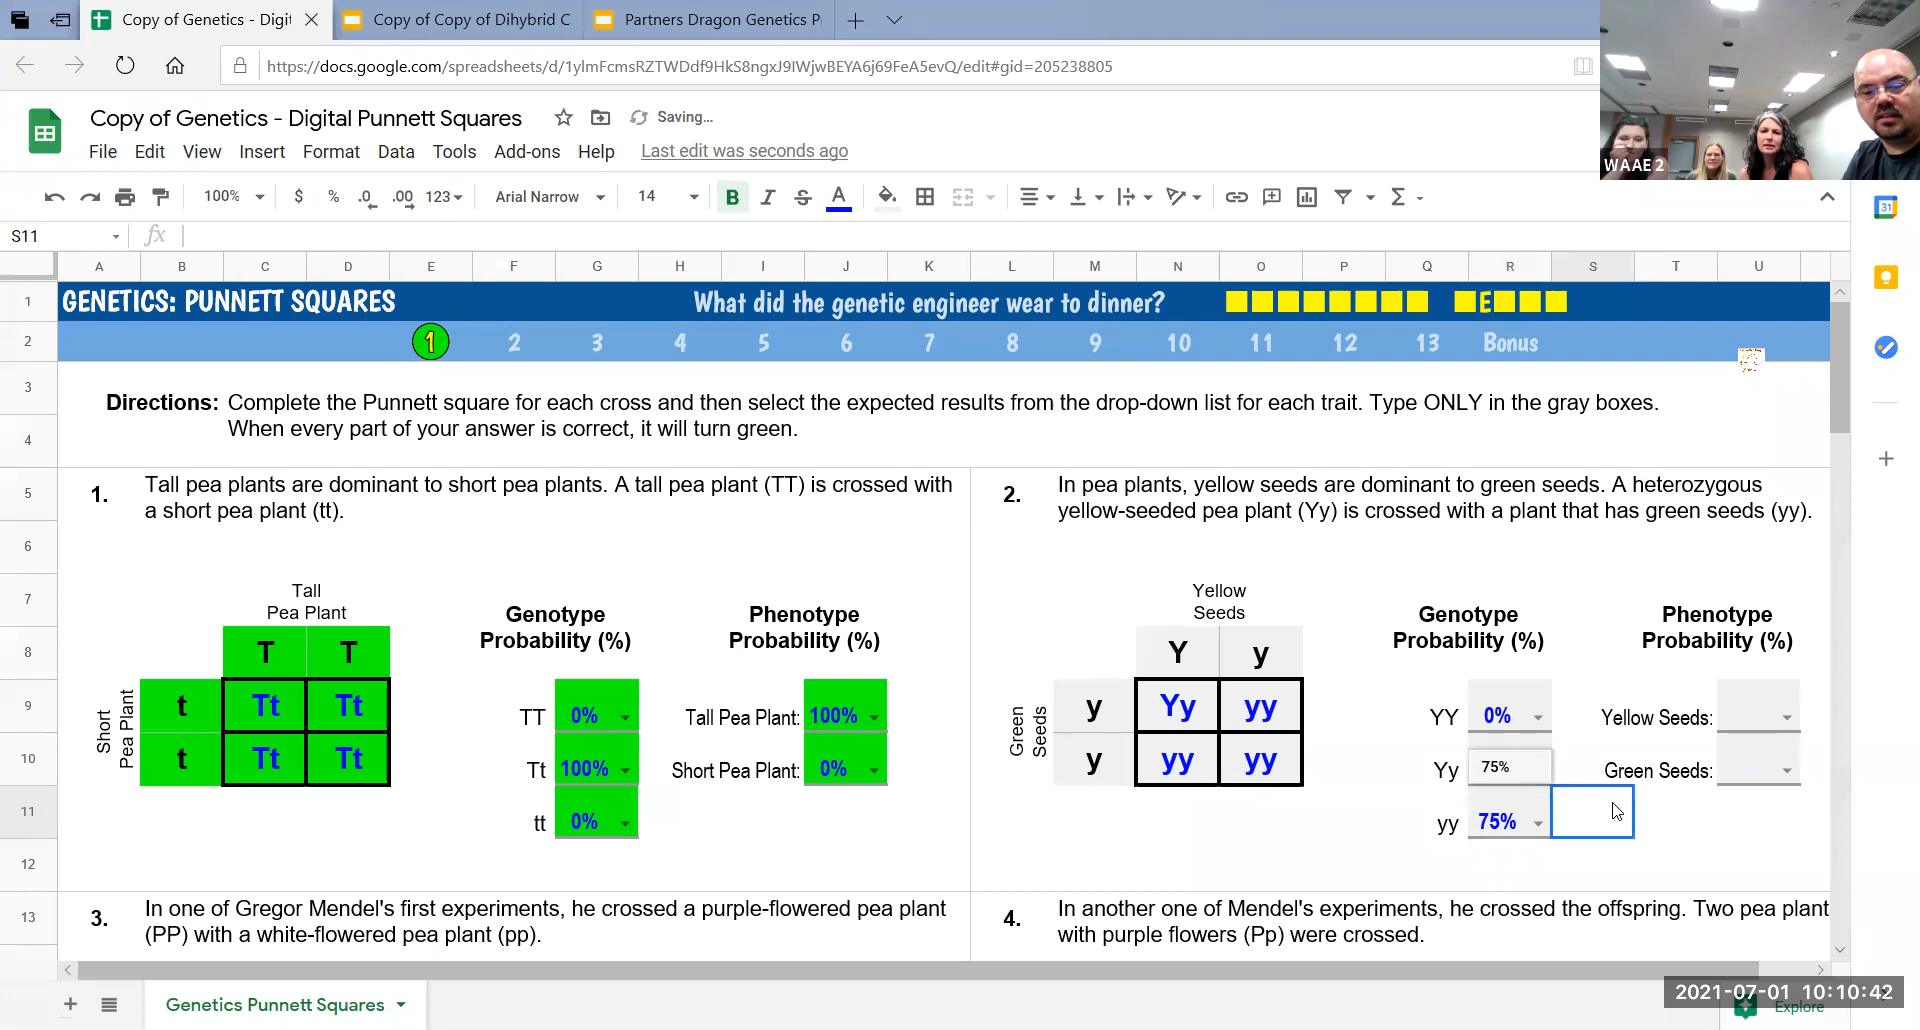 Copy of Genetics - Digit
Copy of Copy of Dihybrid C
Partners Dragon Genetics P
https://docs.google.com/spreadsheets/d/1ylmFcmsRZTWDdf9HkS8ngxJ9IWjwBEYA6j69FeA5evQ/edit#gid=205238805
WAAE 2
Copy of Genetics - Digital Punnett Squares
Saving...
File Edit View Insert Format Data Tools Add-ons Help Last edit was seconds ago
100% $ % .0 .00 123 Arial Narrow 14 B I S A Σ
31
S11 fx
A B C D E F G H I J K L M N O P Q R S T U
1 GENETICS: PUNNETT SQUARES What did the genetic engineer wear to dinner? E
2 1 2 3 4 5 6 7 8 9 10 11 12 13 Bonus
3
Directions: Complete the Punnett square for each cross and then select the expected results from the drop-down list for each trait. Type ONLY in the gray boxes.
4 When every part of your answer is correct, it will turn green.
5
1. Tall pea plants are dominant to short pea plants. A tall pea plant (TT) is crossed with
a short pea plant (tt).
2. In pea plants, yellow seeds are dominant to green seeds. A heterozygous
yellow-seeded pea plant (Yy) is crossed with a plant that has green seeds (yy).
6
7
Tall
Pea Plant
Genotype
Probability (%)
Phenotype
Probability (%)
Yellow
Seeds
Genotype
Probability (%)
Phenotype
Probability (%)
8 T T Y y
Short
Pea Plant
Green
Seeds
9 t Tt Tt TT 0% Tall Pea Plant: 100% y Yy yy YY 0% Yellow Seeds:
10 t Tt Tt Tt 100% Short Pea Plant: 0% y yy yy Yy 75% Green Seeds:
11 tt 0% yy 75%
12
13
3. In one of Gregor Mendel's first experiments, he crossed a purple-flowered pea plant
(PP) with a white-flowered pea plant (pp).
4. In another one of Mendel's experiments, he crossed the offspring. Two pea plant
with purple flowers (Pp) were crossed.
Genetics Punnett Squares
2021-07-01 10:10:42
Explore